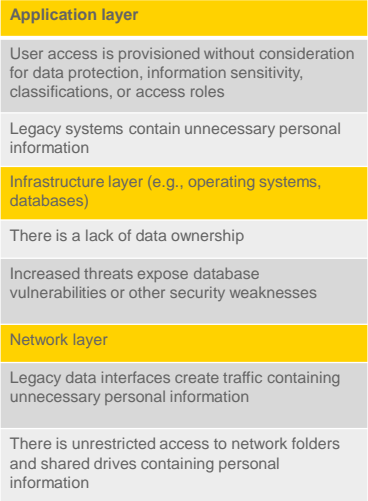 Application layer
User access is provisioned without consideration
for data protection, information sensitivity,
classifications, or access roles
Legacy systems contain unnecessary personal
information
Infrastructure layer (e.g., operating systems,
databases)
There is a lack of data ownership
Increased threats expose database
vulnerabilities or other security weaknesses
Network layer
Legacy data interfaces create traffic containing
unnecessary personal information
There is unrestricted access to network folders
and shared drives containing personal
information